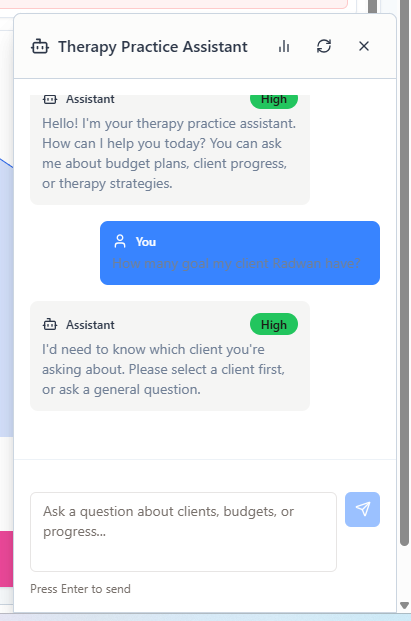 Therapy Practice Assistant
Assistant
High
Hello! I'm your therapy practice assistant.
How can I help you today? You can ask
me about budget plans, client progress,
or therapy strategies.
You
How many goal my client Radwan have?
Assistant
High
I'd need to know which client you're
asking about. Please select a client first,
or ask a general question.
Ask a question about clients, budgets, or
progress...
Press Enter to send